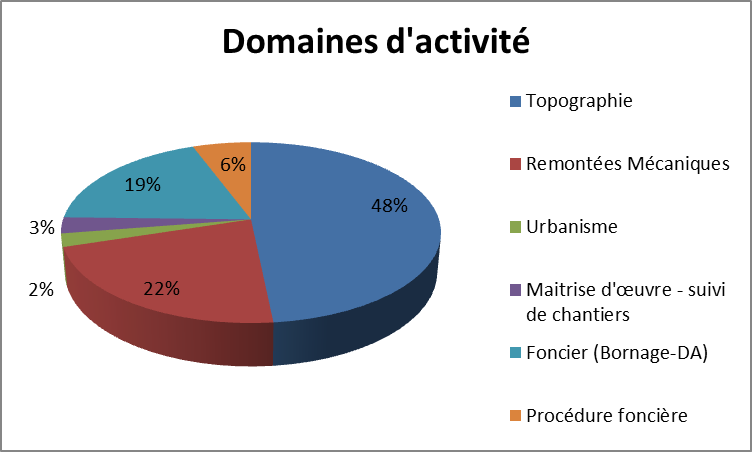 Domaines d'activité
6%
48%
19%
3%
2%
22%
Topographie
Remontées Mécaniques
Urbanisme
Maitrise d'œuvre - suivi
de chantiers
Foncier (Bornage-DA)
Procédure foncière